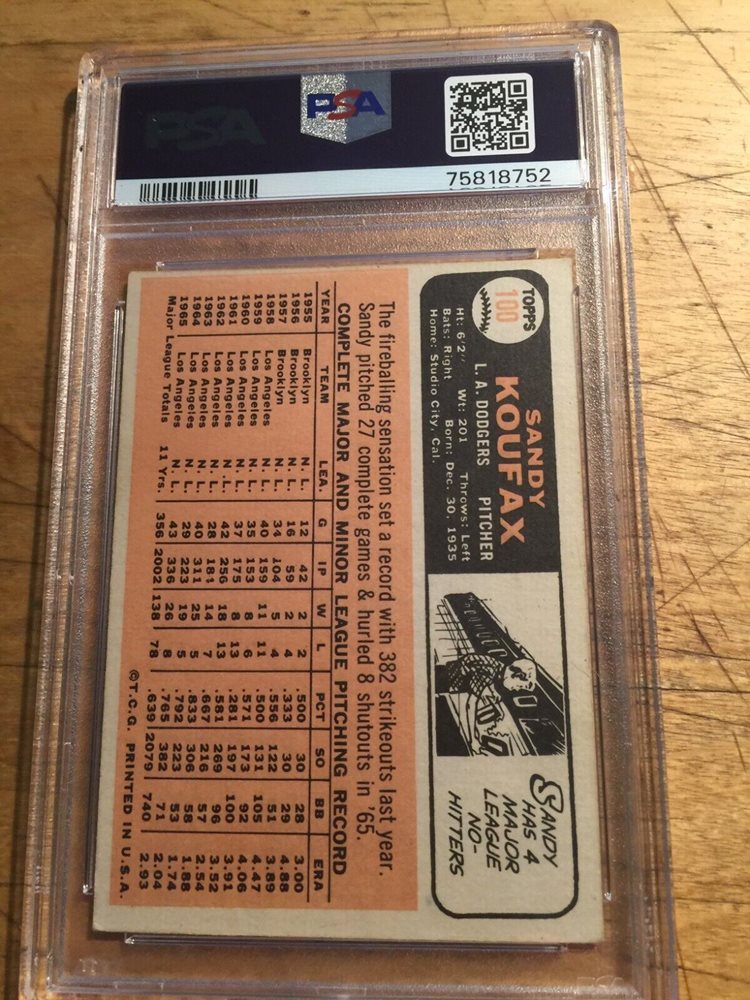 PSA
PSA
75818752
TOPPS
100
SANDY
KOUFAX
L. A. DODGERS PITCHER
Ht: 6'2" Wt: 201 Throws: Left
Bats: Right Born: Dec. 30, 1935
Home: Studio City, Cal.
SANDY
HAS 4
MAJOR
LEAGUE
NO-
HITTERS
The fireballing sensation set a record with 382 strikeouts last year.
Sandy pitched 27 complete games & hurled 8 shutouts in '65.
COMPLETE MAJOR AND MINOR LEAGUE PITCHING RECORD
YEAR TEAM LEA. G IP W L PCT SO BB ERA
1955 Brooklyn N. L. 12 42 2 2 .500 30 28 3.00
1956 Brooklyn N. L. 16 59 2 4 .333 30 29 4.88
1957 Brooklyn N. L. 34 104 5 4 .556 122 51 3.89
1958 Los Angeles N. L. 40 159 11 11 .500 131 105 4.47
1959 Los Angeles N. L. 35 153 8 6 .571 173 92 4.06
1960 Los Angeles N. L. 37 175 8 13 .281 197 100 3.91
1961 Los Angeles N. L. 42 256 18 13 .581 269 96 3.52
1962 Los Angeles N. L. 28 181 14 7 .667 216 57 2.54
1963 Los Angeles N. L. 40 311 25 5 .833 306 58 1.88
1964 Los Angeles N. L. 29 223 19 5 .792 223 53 1.74
1965 Los Angeles N. L. 43 336 26 8 .765 382 71 2.04
Major League Totals 11 Yrs. 356 2002 138 78 .639 2079 740 2.93
©T.C.G. PRINTED IN U.S.A.